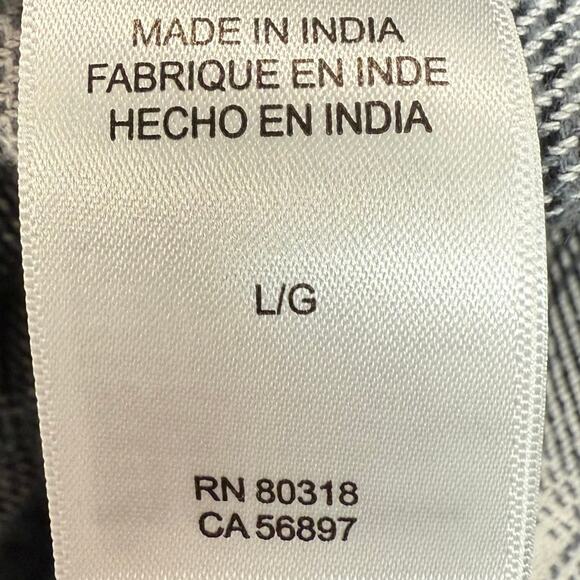 MADE IN INDIA
FABRIQUE EN INDE
HECHO EN INDIA
L/G
RN 80318
CA 56897